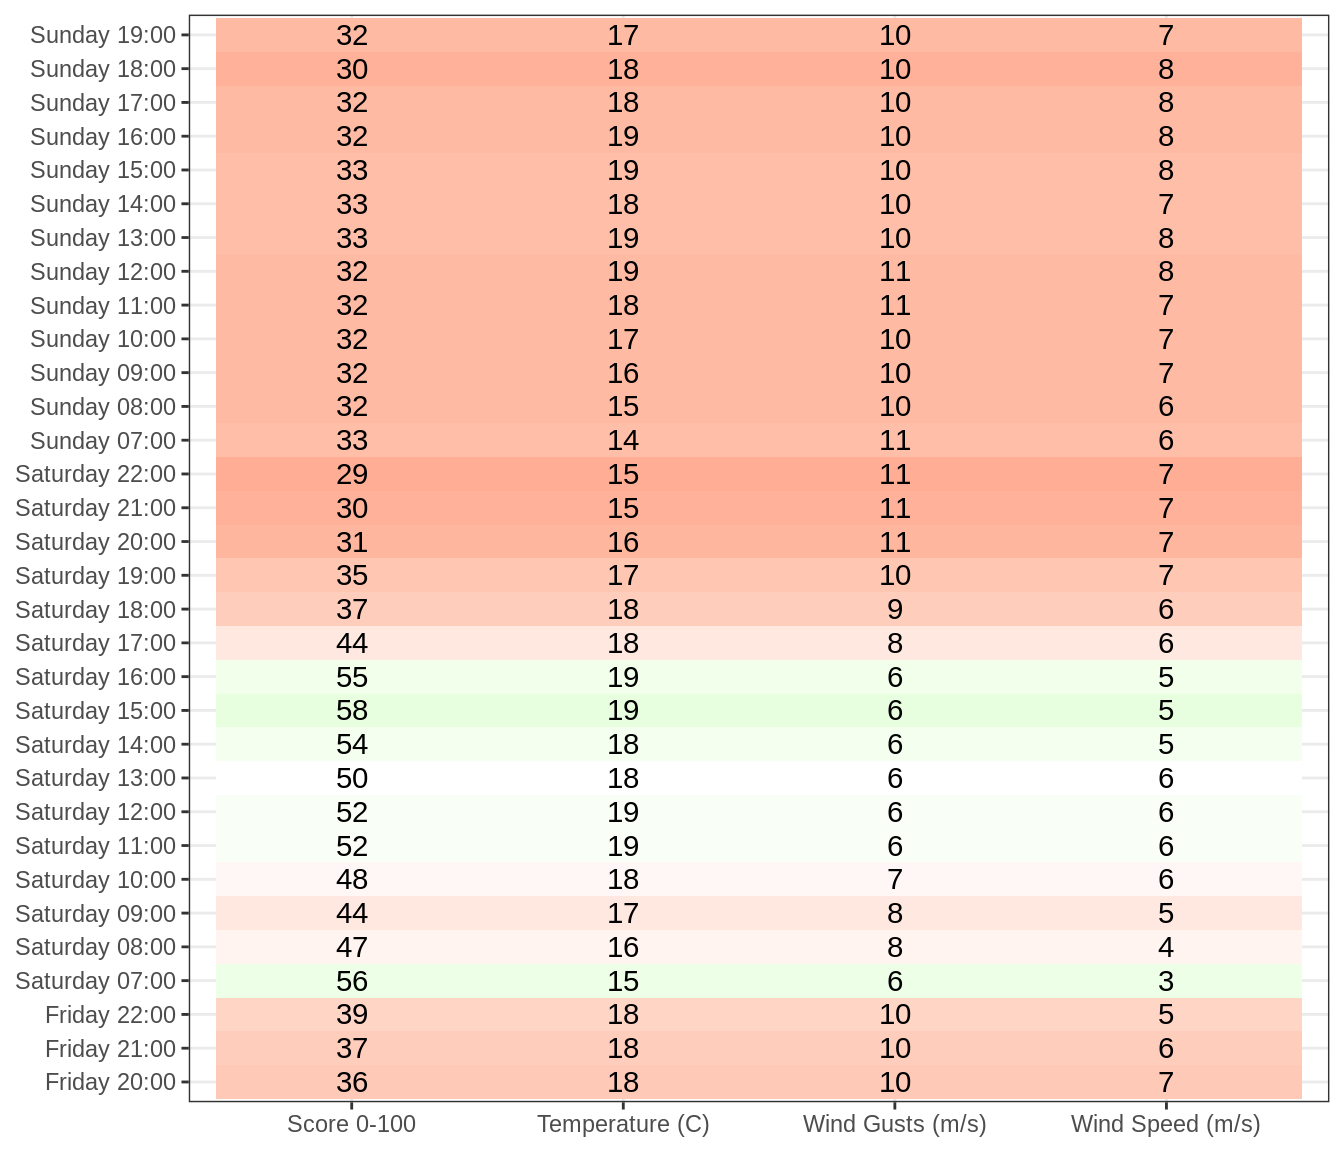 Sunday 19:00 32 17 10 7
Sunday 18:00 30 18 10 8
Sunday 17:00 32 18 10 8
Sunday 16:00 32 19 10 8
Sunday 15:00 33 19 10 8
Sunday 14:00 33 18 10 7
Sunday 13:00 33 19 10 8
Sunday 12:00 32 19 11 8
Sunday 11:00 32 18 11 7
Sunday 10:00 32 17 10 7
Sunday 09:00 32 16 10 7
Sunday 08:00 32 15 10 6
Sunday 07:00 33 14 11 6
Saturday 22:00 29 15 11 7
Saturday 21:00 30 15 11 7
Saturday 20:00 31 16 11 7
Saturday 19:00 35 17 10 7
Saturday 18:00 37 18 9 6
Saturday 17:00 44 18 8 6
Saturday 16:00 55 19 6 5
Saturday 15:00 58 19 6 5
Saturday 14:00 54 18 6 5
Saturday 13:00 50 18 6 6
Saturday 12:00 52 19 6 6
Saturday 11:00 52 19 6 6
Saturday 10:00 48 18 7 6
Saturday 09:00 44 17 8 5
Saturday 08:00 47 16 8 4
Saturday 07:00 56 15 6 3
Friday 22:00 39 18 10 5
Friday 21:00 37 18 10 6
Friday 20:00 36 18 10 7
Score 0-100 Temperature (C) Wind Gusts (m/s) Wind Speed (m/s)